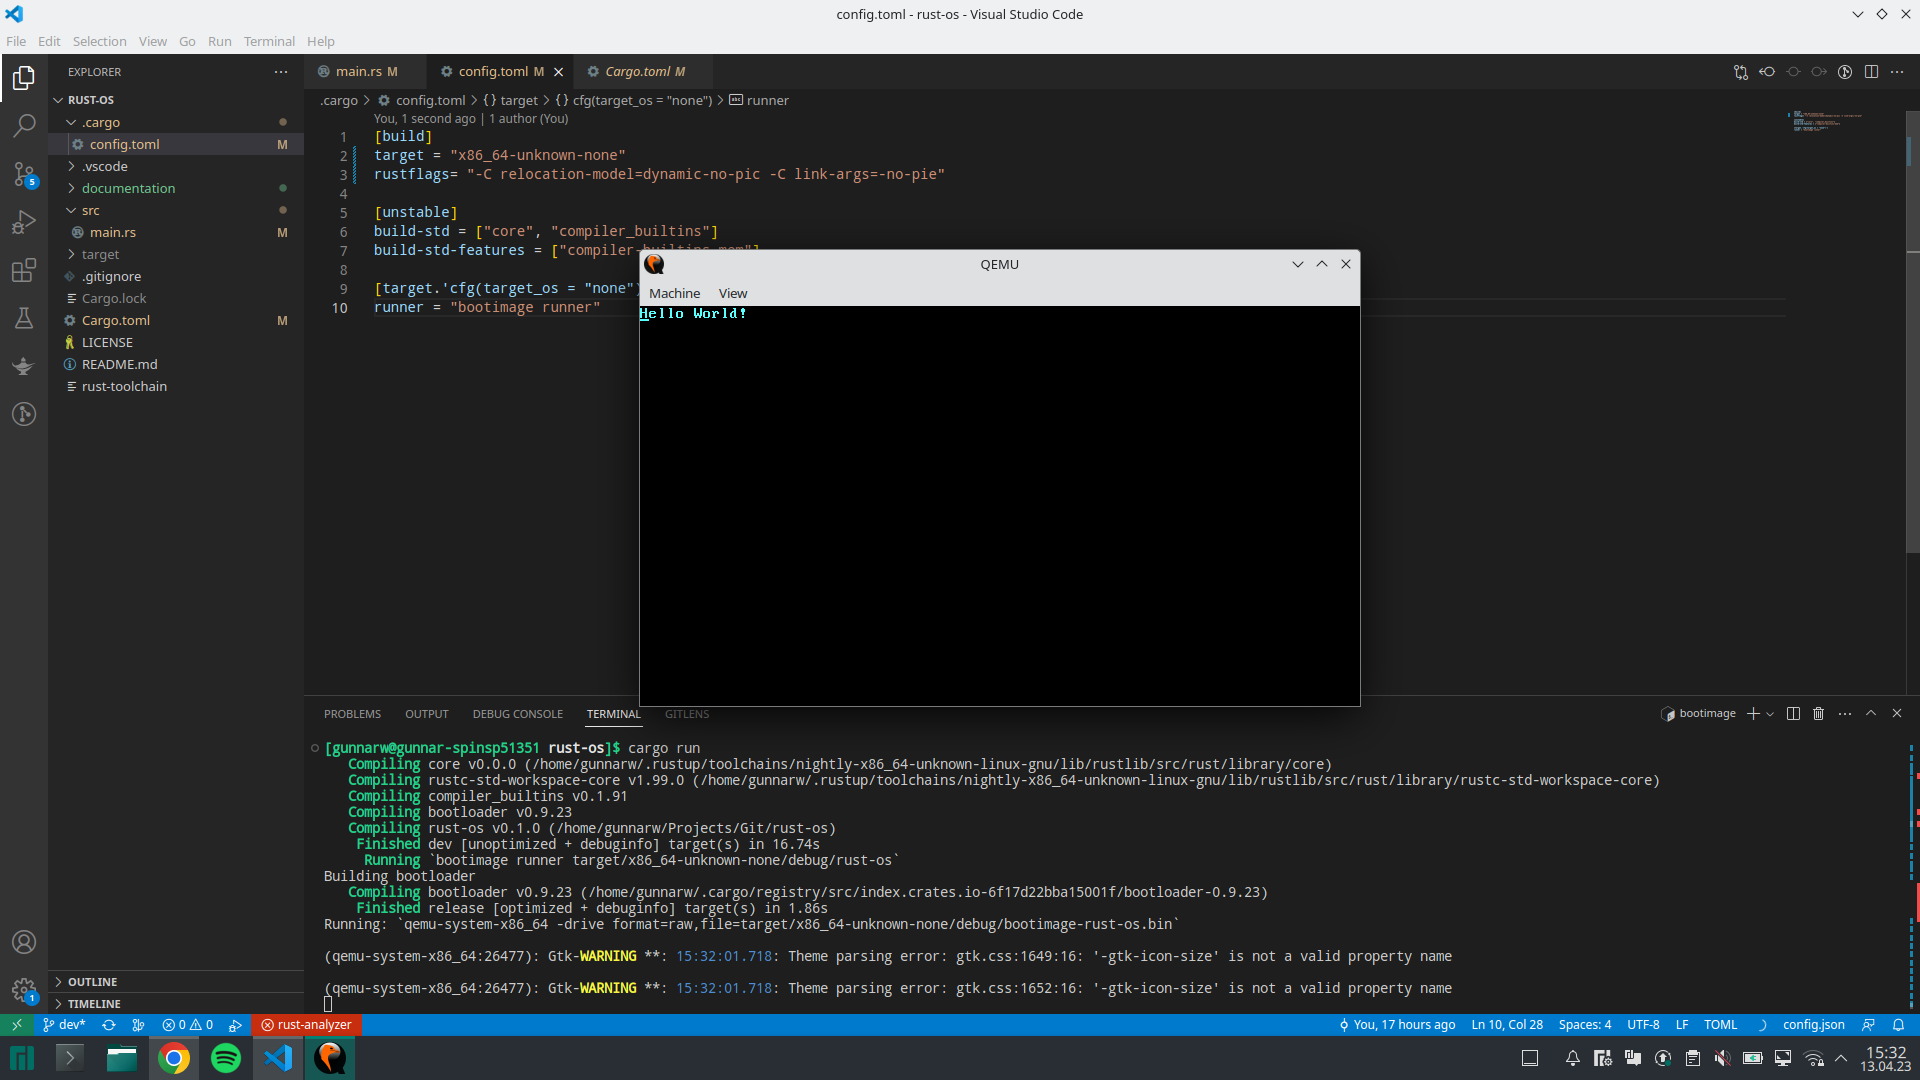 config.toml - rust-os - Visual Studio Code
File Edit Selection View Go Run Terminal Help
EXPLORER
RUST-OS
.cargo
config.toml M
.vscode
documentation
src
main.rs M
target
.gitignore
Cargo.lock
Cargo.toml M
LICENSE
README.md
rust-toolchain
OUTLINE
TIMELINE
5
1
main.rs M config.toml M Cargo.toml M
.cargo > config.toml > {} target > {} cfg(target_os = "none") > abc runner
You, 1 second ago | 1 author (You)
1 [build]
2 target = "x86_64-unknown-none"
3 rustflags= "-C relocation-model=dynamic-no-pic -C link-args=-no-pie"
4
5 [unstable]
6 build-std = ["core", "compiler_builtins"]
7 build-std-features = ["compiler-builtins-mem"]
8
9 [target.'cfg(target_os = "none")
10 runner = "bootimage runner"
QEMU
Machine View
Hello World!
PROBLEMS OUTPUT DEBUG CONSOLE TERMINAL GITLENS
bootimage
[gunnarw@gunnar-spinsp51351 rust-os]$ cargo run
Compiling core v0.0.0 (/home/gunnarw/.rustup/toolchains/nightly-x86_64-unknown-linux-gnu/lib/rustlib/src/rust/library/core)
Compiling rustc-std-workspace-core v1.99.0 (/home/gunnarw/.rustup/toolchains/nightly-x86_64-unknown-linux-gnu/lib/rustlib/src/rust/library/rustc-std-workspace-core)
Compiling compiler_builtins v0.1.91
Compiling bootloader v0.9.23
Compiling rust-os v0.1.0 (/home/gunnarw/Projects/Git/rust-os)
Finished dev [unoptimized + debuginfo] target(s) in 16.74s
Running `bootimage runner target/x86_64-unknown-none/debug/rust-os`
Building bootloader
Compiling bootloader v0.9.23 (/home/gunnarw/.cargo/registry/src/index.crates.io-6f17d22bba15001f/bootloader-0.9.23)
Finished release [optimized + debuginfo] target(s) in 1.86s
Running: `qemu-system-x86_64 -drive format=raw,file=target/x86_64-unknown-none/debug/bootimage-rust-os.bin`
(qemu-system-x86_64:26477): Gtk-WARNING **: 15:32:01.718: Theme parsing error: gtk.css:1649:16: '-gtk-icon-size' is not a valid property name
(qemu-system-x86_64:26477): Gtk-WARNING **: 15:32:01.718: Theme parsing error: gtk.css:1652:16: '-gtk-icon-size' is not a valid property name
dev* 0 0 rust-analyzer You, 17 hours ago Ln 10, Col 28 Spaces: 4 UTF-8 LF TOML config.json
15:32
13.04.23